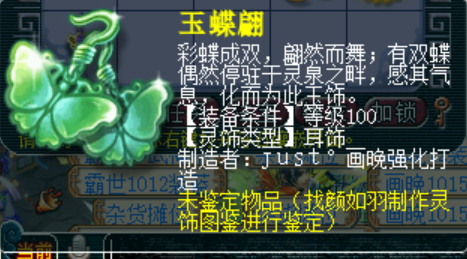 玉蝶翩
彩蝶成双，翩然而舞；有双蝶
偶然停驻于灵泉之畔，感其气
息，化而为此玉饰。
【装备条件】等级100
【灵饰类型】耳饰
制造者：just°画晚强化打
造
未鉴定物品（找颜如羽制作灵
饰图鉴进行鉴定）
加锁
霸世1012
画晚1015
杂货摊
当前